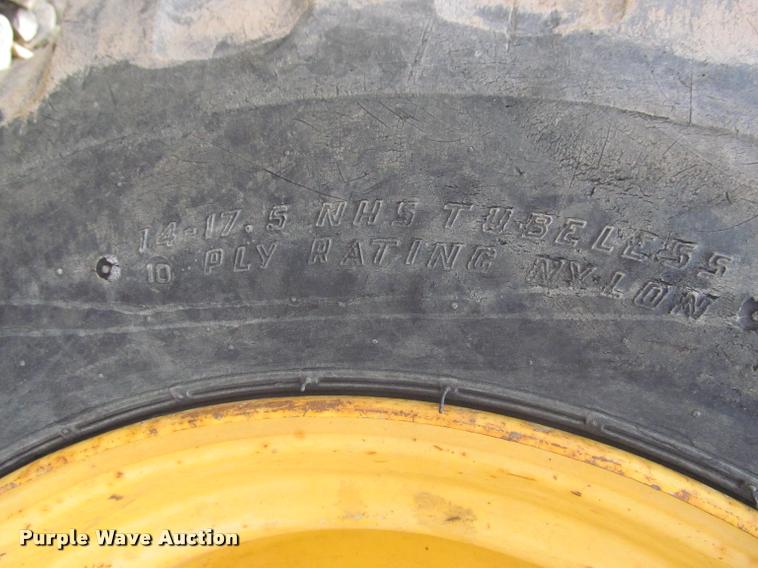 14-17.5 NHS TUBELESS
10 PLY RATING NYLON
Purple Wave Auction